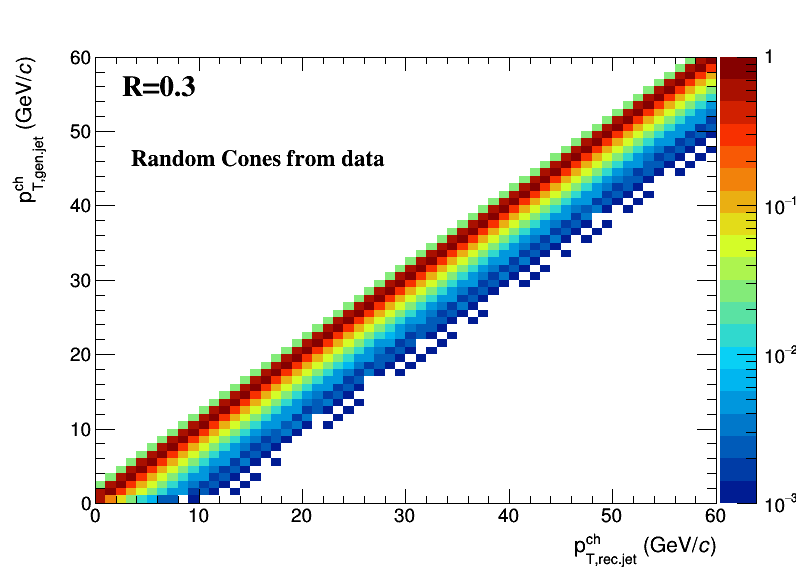 R=0.3
Random Cones from data
p^ch_T,gen.jet (GeV/c)
60
50
40
30
20
10
0
0 10 20 30 40 50 60
p^ch_T,rec.jet (GeV/c)
1
10^−1
10^−2
10^−3